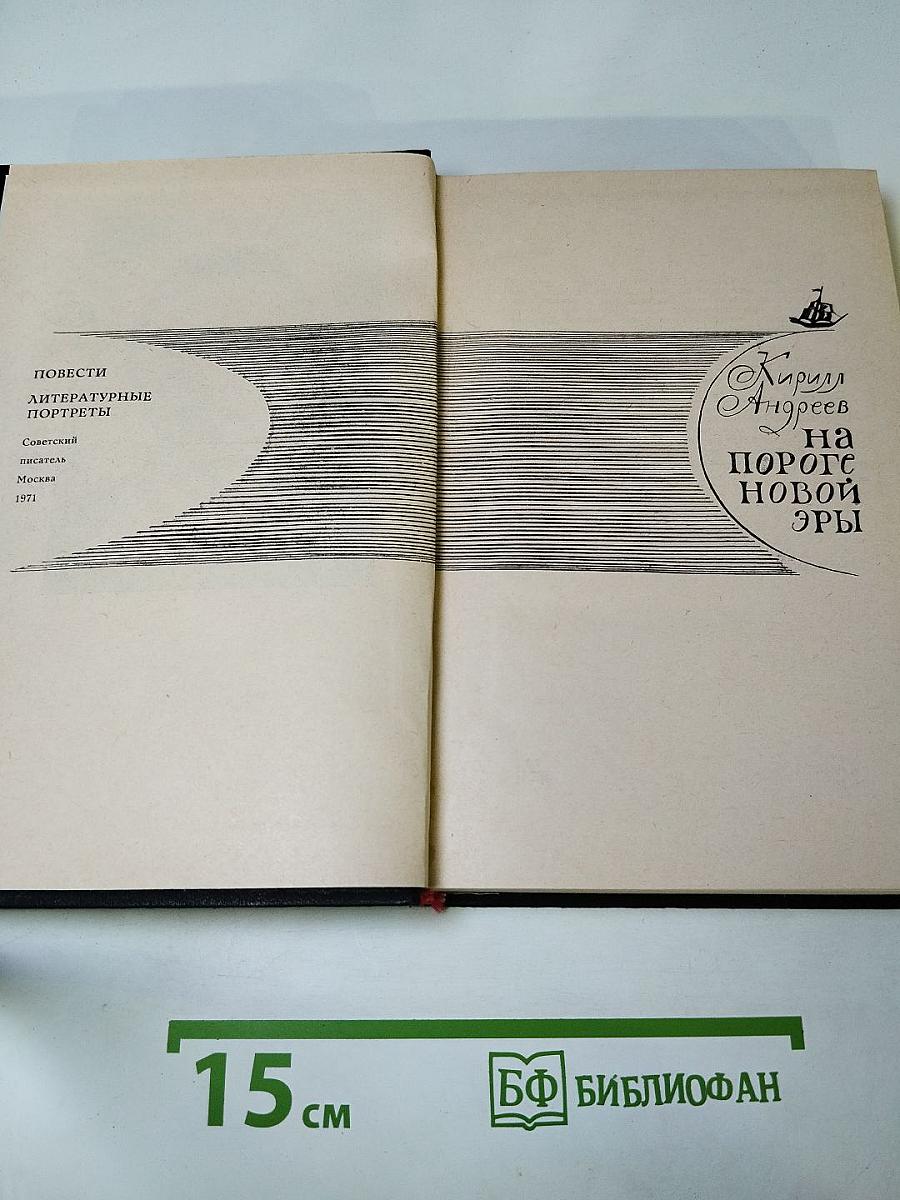 ПОВЕСТИ
ЛИТЕРАТУРНЫЕ
ПОРТРЕТЫ
Советский
писатель
Москва
1971
Кирилл
Андреев
на
пороге
новой
эры
15 см
БФ БИБЛИОФАН